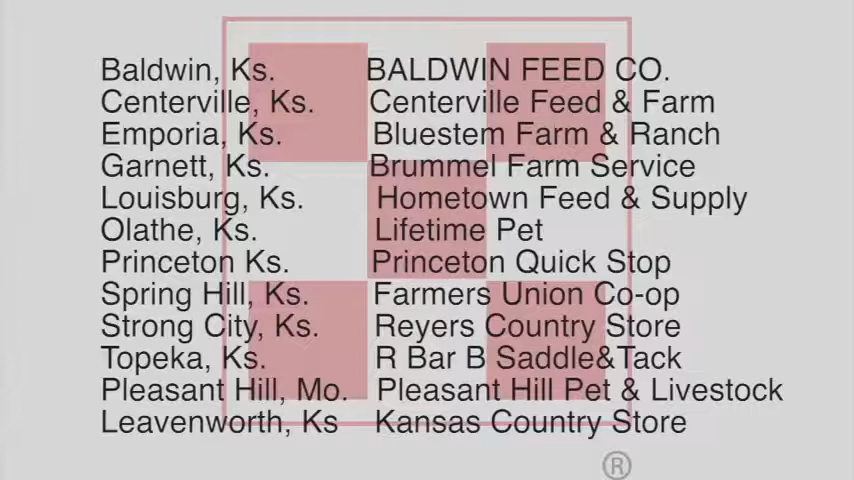 Baldwin, Ks. BALDWIN FEED CO.
Centerville, Ks. Centerville Feed & Farm
Emporia, Ks. Bluestem Farm & Ranch
Garnett, Ks. Brummel Farm Service
Louisburg, Ks. Hometown Feed & Supply
Olathe, Ks. Lifetime Pet
Princeton Ks. Princeton Quick Stop
Spring Hill, Ks. Farmers Union Co-op
Strong City, Ks. Reyers Country Store
Topeka, Ks. R Bar B Saddle&Tack
Pleasant Hill, Mo. Pleasant Hill Pet & Livestock
Leavenworth, Ks Kansas Country Store
®